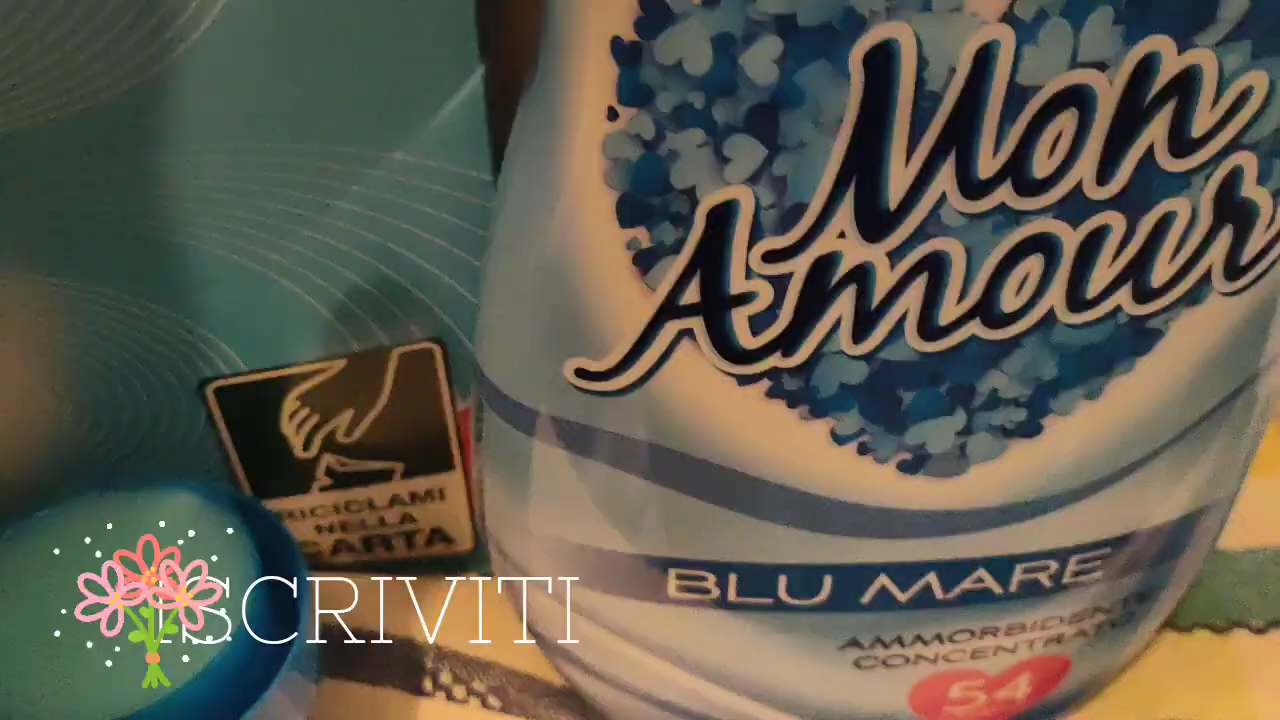 Mon
Amour
RICICLAMI
NELLA
CARTA
BLU MARE
ISCRIVITI
AMMORBIDENTE
CONCENTRATO
54